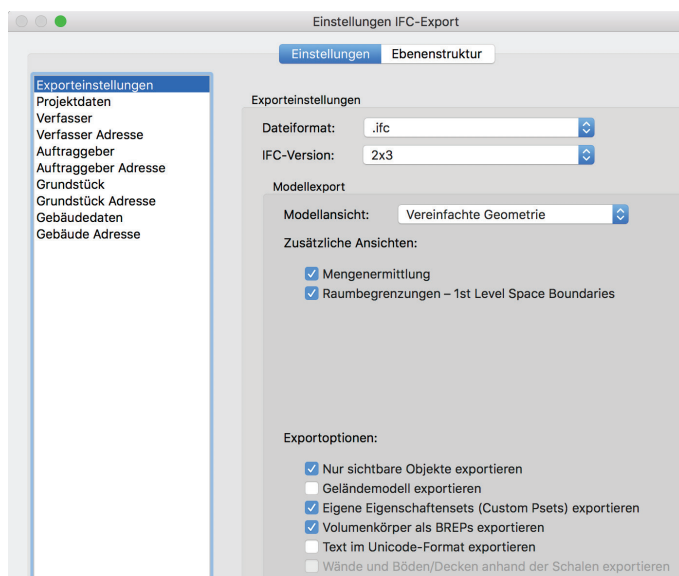 Einstellungen IFC-Export
Einstellungen Ebenenstruktur
Exporteinstellungen
Projektdaten
Verfasser
Verfasser Adresse
Auftraggeber
Auftraggeber Adresse
Grundstück
Grundstück Adresse
Gebäudedaten
Gebäude Adresse
Exporteinstellungen
Dateiformat: .ifc
IFC-Version: 2x3
Modellexport
Modellansicht: Vereinfachte Geometrie
Zusätzliche Ansichten:
Mengenermittlung
Raumbegrenzungen – 1st Level Space Boundaries
Exportoptionen:
Nur sichtbare Objekte exportieren
Geländemodell exportieren
Eigene Eigenschaftensets (Custom Psets) exportieren
Volumenkörper als BREPs exportieren
Text im Unicode-Format exportieren
Wände und Böden/Decken anhand der Schalen exportieren